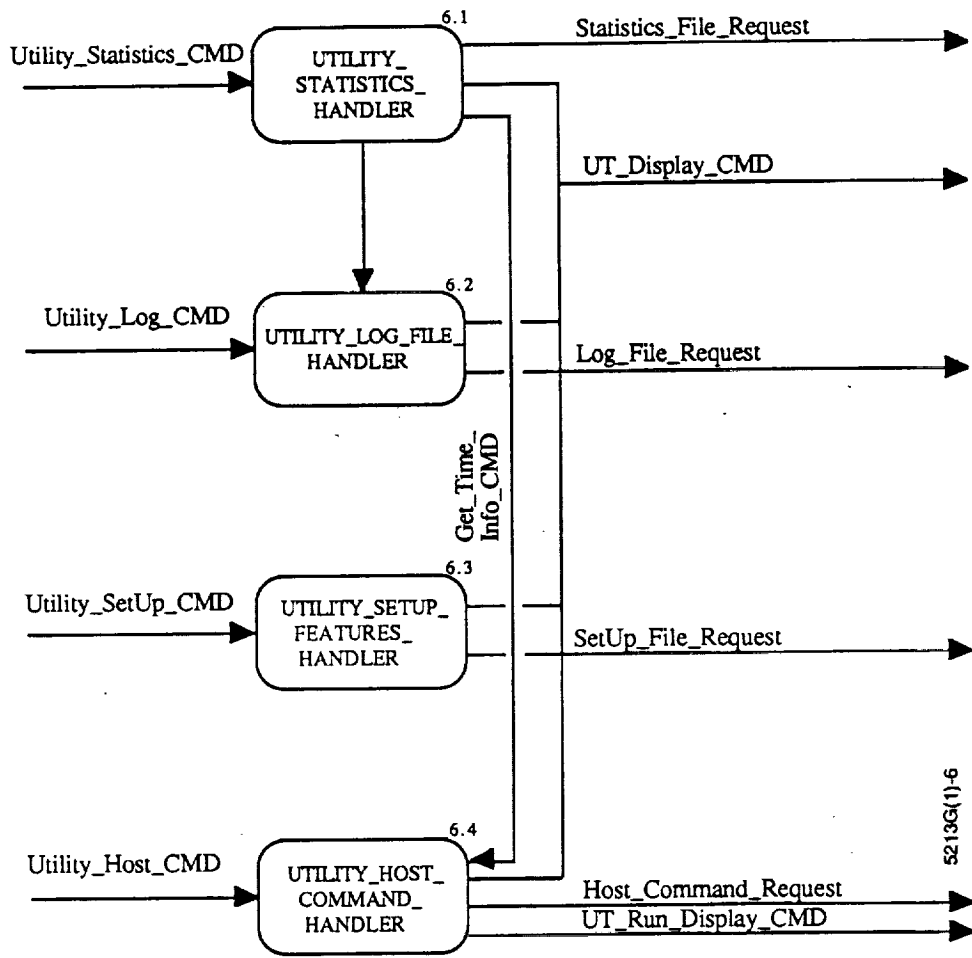 6.1
Statistics_File_Request
Utility_Statistics_CMD
UTILITY_
STATISTICS_
HANDLER
UT_Display_CMD
6.2
Utility_Log_CMD
UTILITY_LOG_FILE_
HANDLER
Log_File_Request
Get_Time_
Info_CMD
6.3
Utility_SetUp_CMD
UTILITY_SETUP_
FEATURES_
HANDLER
SetUp_File_Request
5213G(1)-6
6.4
Utility_Host_CMD
UTILITY_HOST_
COMMAND_
HANDLER
Host_Command_Request
UT_Run_Display_CMD